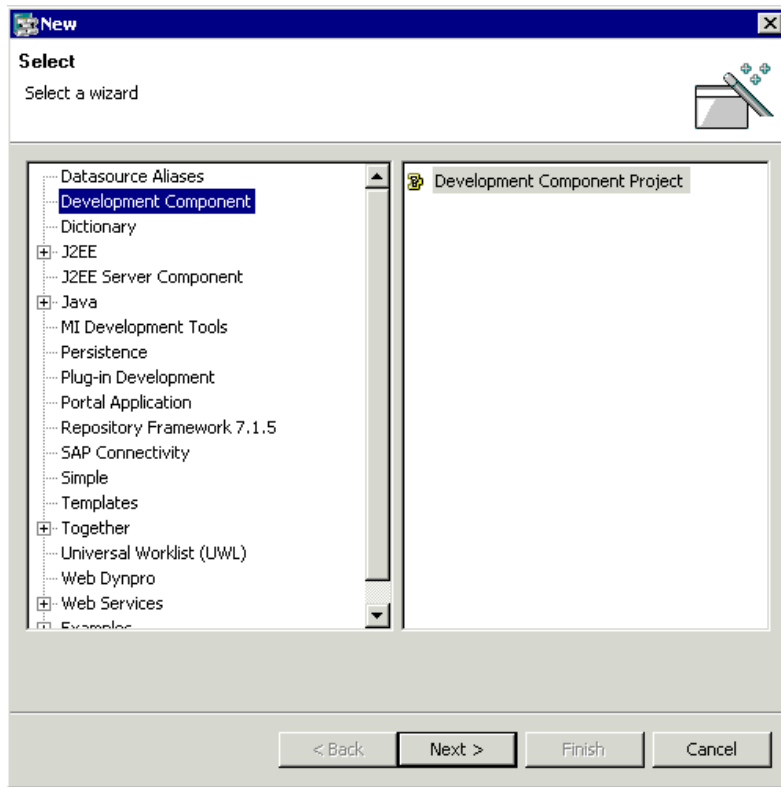 New
Select
Select a wizard
Datasource Aliases
Development Component
Dictionary
J2EE
J2EE Server Component
Java
MI Development Tools
Persistence
Plug-in Development
Portal Application
Repository Framework 7.1.5
SAP Connectivity
Simple
Templates
Together
Universal Worklist (UWL)
Web Dynpro
Web Services
Examples
Development Component Project
< Back
Next >
Finish
Cancel